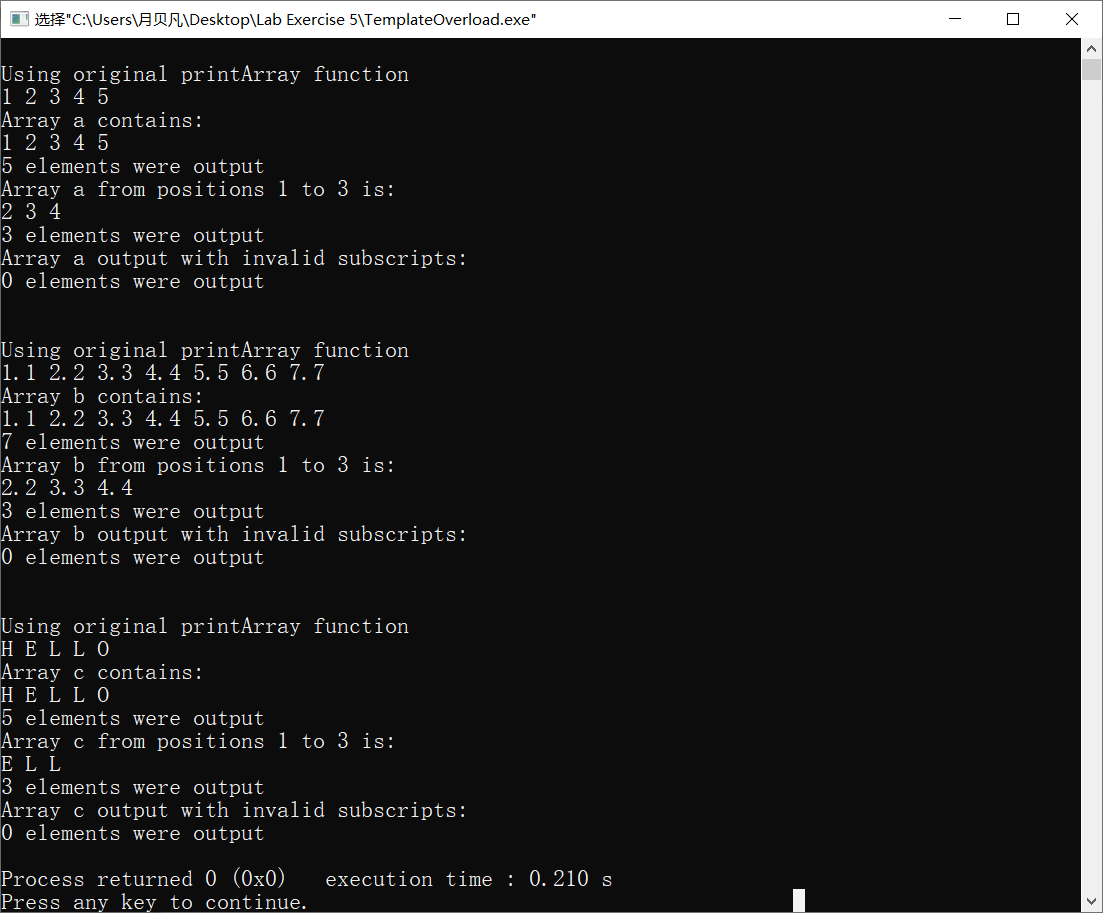 选择"C:\Users\月贝凡\Desktop\Lab Exercise 5\TemplateOverload.exe"
Using original printArray function
1 2 3 4 5
Array a contains:
1 2 3 4 5
5 elements were output
Array a from positions 1 to 3 is:
2 3 4
3 elements were output
Array a output with invalid subscripts:
0 elements were output
Using original printArray function
1.1 2.2 3.3 4.4 5.5 6.6 7.7
Array b contains:
1.1 2.2 3.3 4.4 5.5 6.6 7.7
7 elements were output
Array b from positions 1 to 3 is:
2.2 3.3 4.4
3 elements were output
Array b output with invalid subscripts:
0 elements were output
Using original printArray function
H E L L O
Array c contains:
H E L L O
5 elements were output
Array c from positions 1 to 3 is:
E L L
3 elements were output
Array c output with invalid subscripts:
0 elements were output
Process returned 0 (0x0)   execution time : 0.210 s
Press any key to continue.